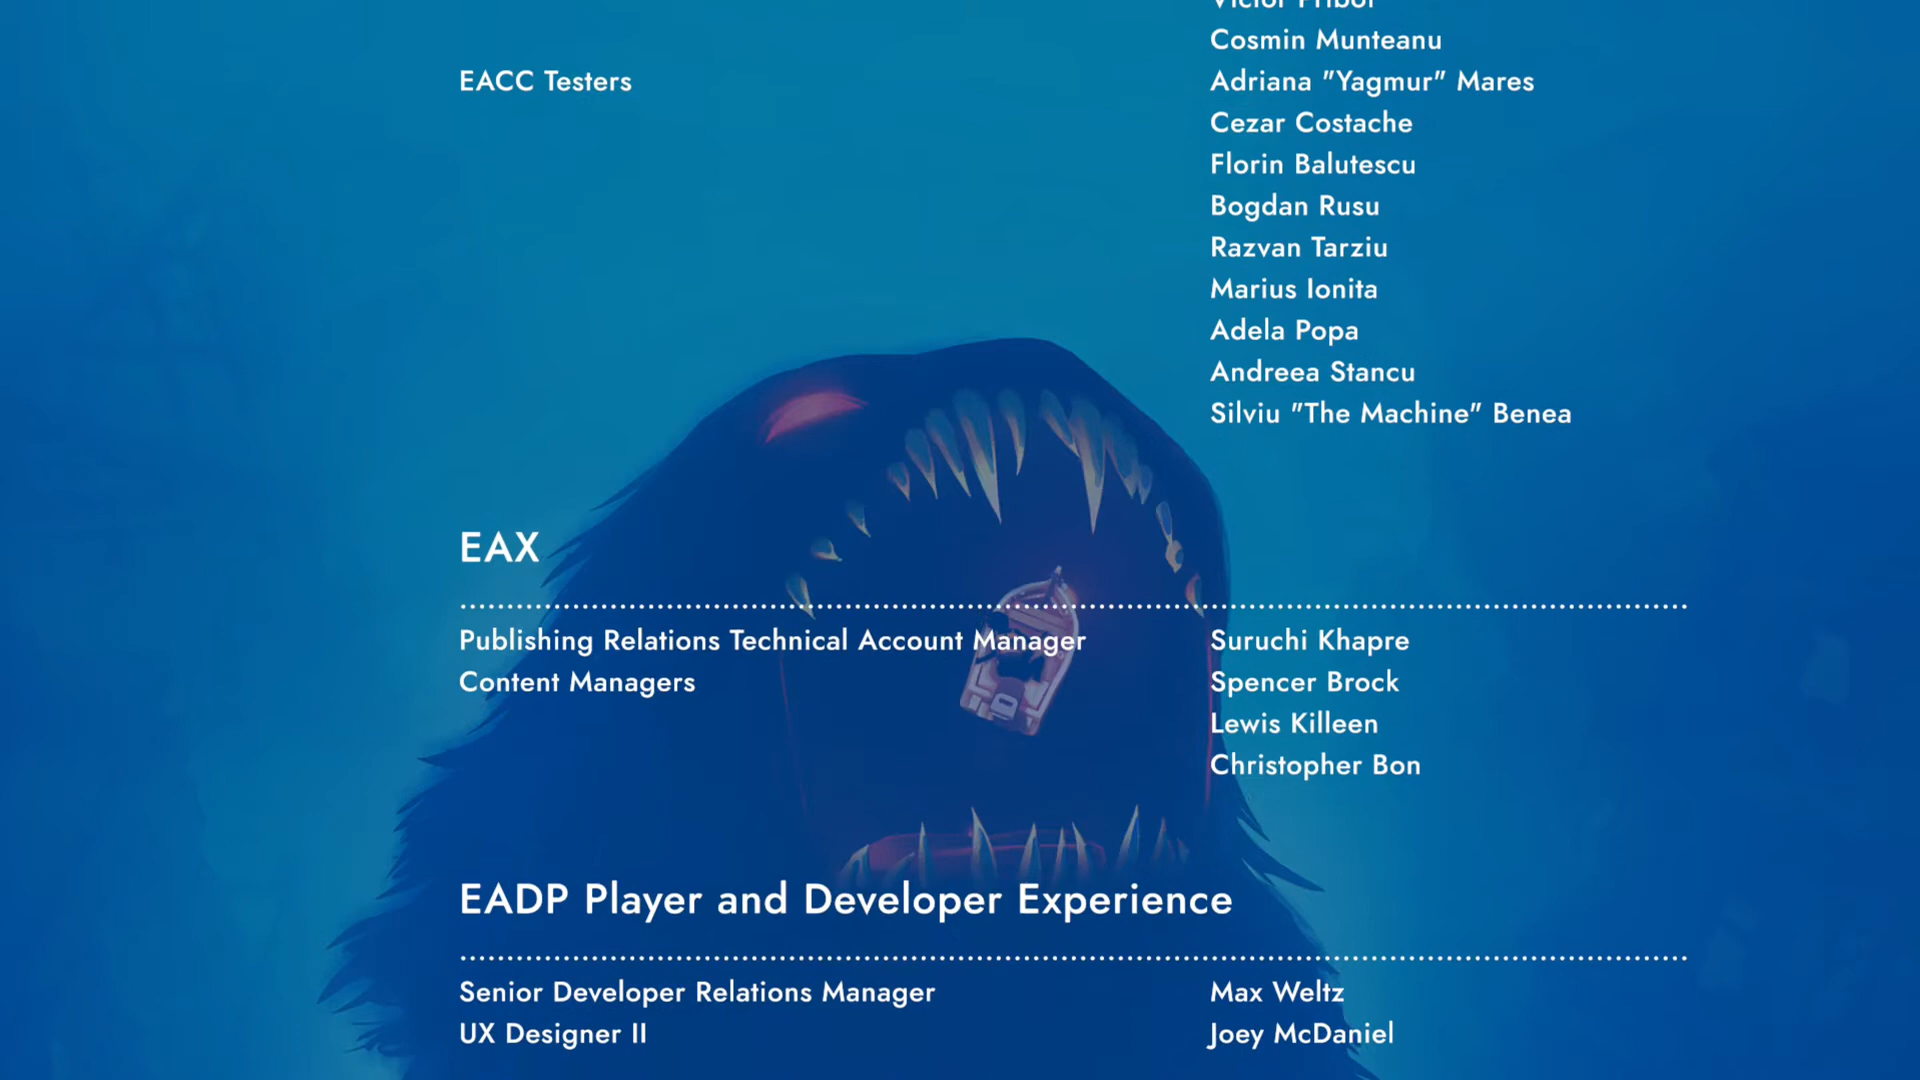 Cosmin Munteanu
EACC Testers Adriana "Yagmur" Mares
Cezar Costache
Florin Balutescu
Bogdan Rusu
Razvan Tarziu
Marius Ionita
Adela Popa
Andreea Stancu
Silviu "The Machine" Benea
EAX
Publishing Relations Technical Account Manager Suruchi Khapre
Content Managers Spencer Brock
Lewis Killeen
Christopher Bon
EADP Player and Developer Experience
Senior Developer Relations Manager Max Weltz
UX Designer II Joey McDaniel